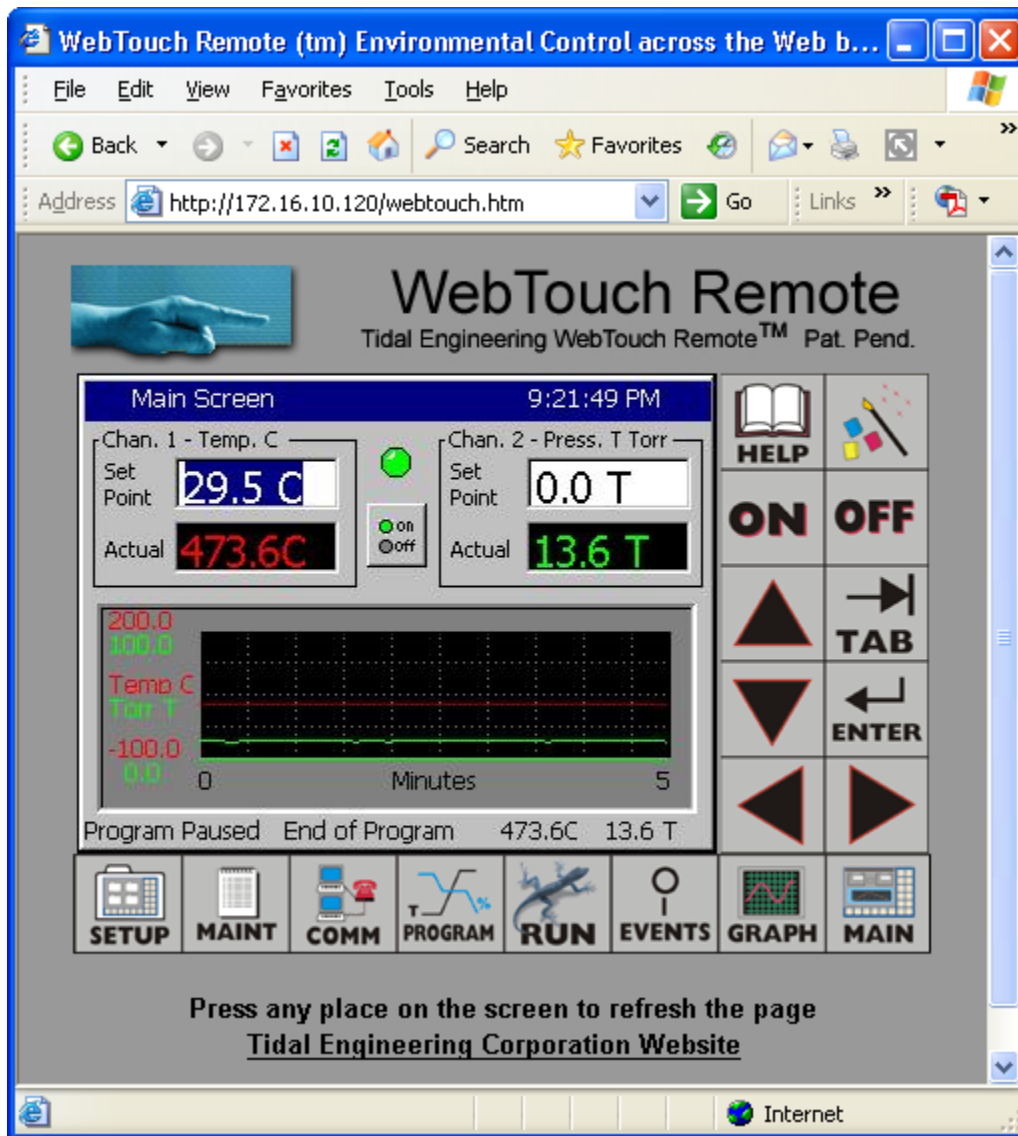 WebTouch Remote (tm) Environmental Control across the Web b...
File Edit View Favorites Tools Help
Back Search Favorites
Address http://172.16.10.120/webtouch.htm Go Links
WebTouch Remote
Tidal Engineering WebTouch Remote™ Pat. Pend.
Main Screen 9:21:49 PM
Chan. 1 - Temp. C
Set Point 29.5 C
Actual 473.6C
on
off
Chan. 2 - Press. T Torr
Set Point 0.0 T
Actual 13.6 T
200.0
100.0
Temp C
Torr T
-100.0
0.0
0 Minutes 5
Program Paused End of Program 473.6C 13.6 T
HELP
ON OFF
TAB
ENTER
SETUP MAINT COMM T PROGRAM % RUN EVENTS GRAPH MAIN
Press any place on the screen to refresh the page
Tidal Engineering Corporation Website
Internet